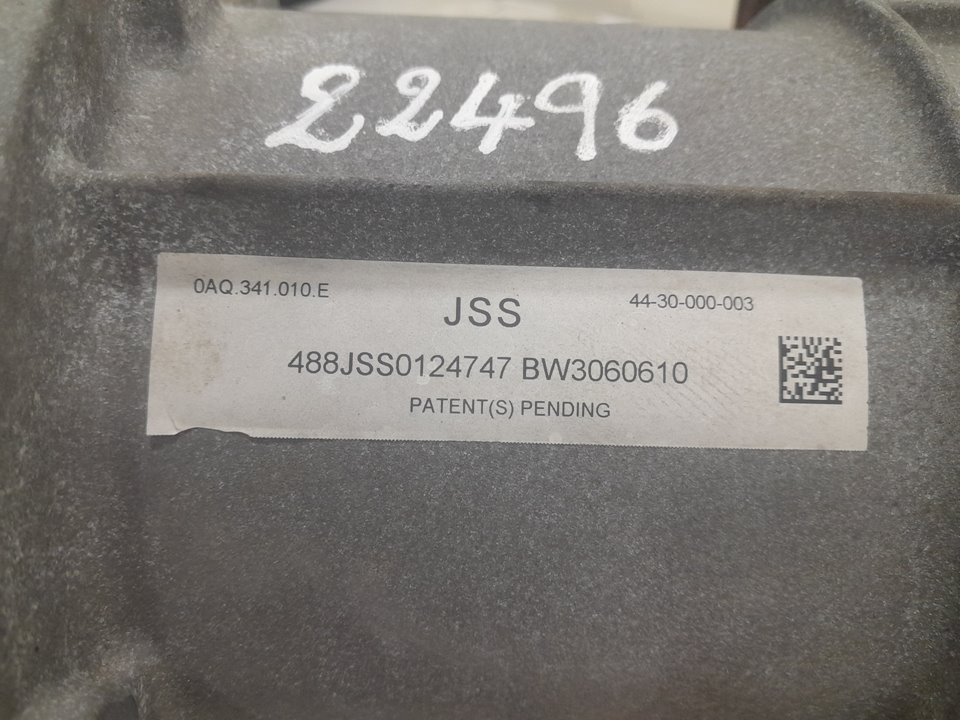 22496
0AQ.341.010.E
JSS
44-30-000-003
488JSS0124747 BW3060610
PATENT(S) PENDING